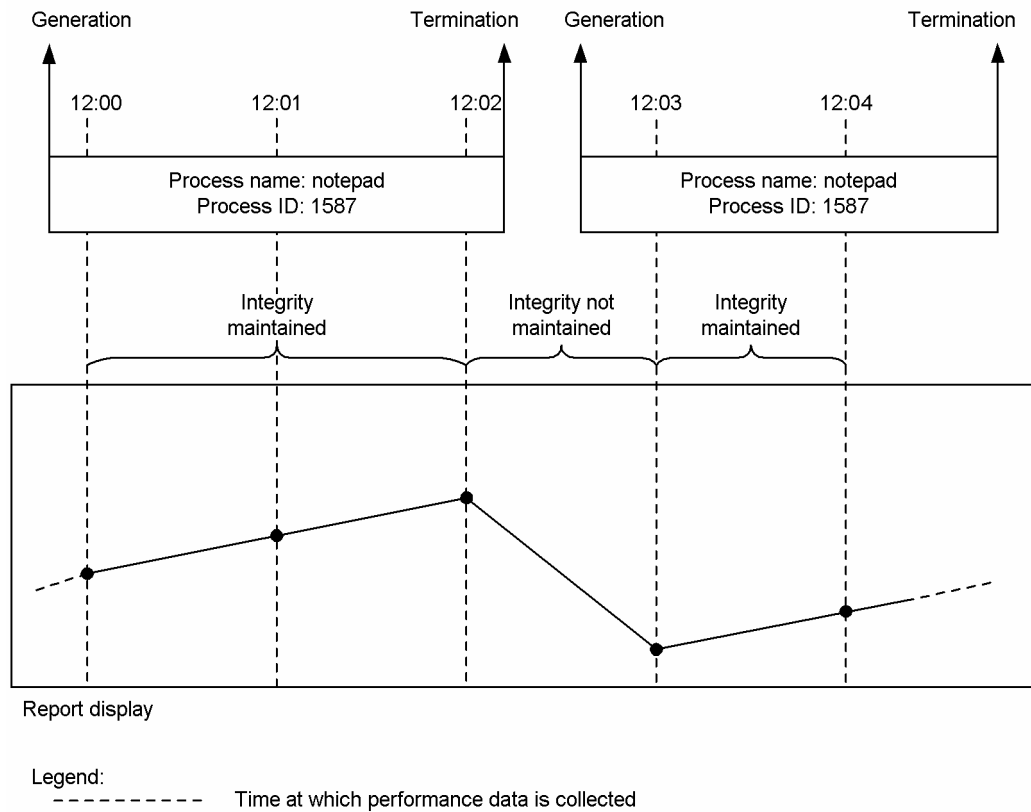 Generation
Termination
Generation
Termination
12:00
12:01
12:02
12:03
12:04
Process name: notepad
Process ID: 1587
Process name: notepad
Process ID: 1587
Integrity
maintained
Integrity not
maintained
Integrity
maintained
Report display
Legend:
Time at which performance data is collected